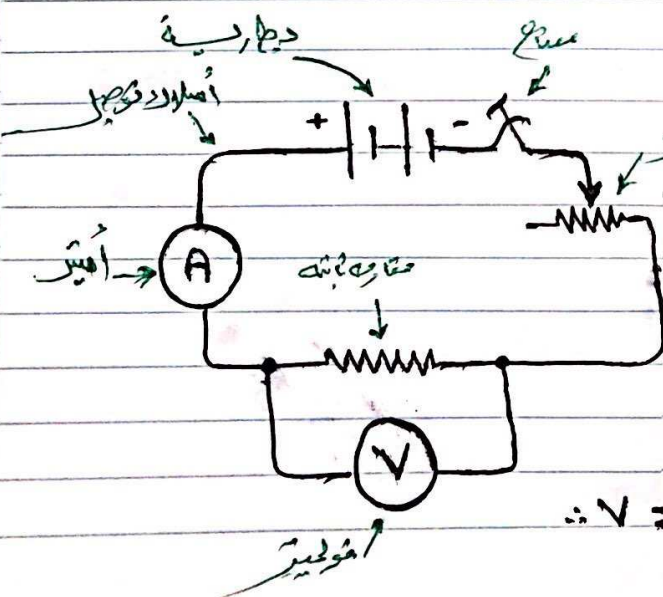 بطارية
مفتاح
أسلاك توصيل
+ -
A
أميتر
مقاومة ثابتة
V
∴ V =
فولتميتر